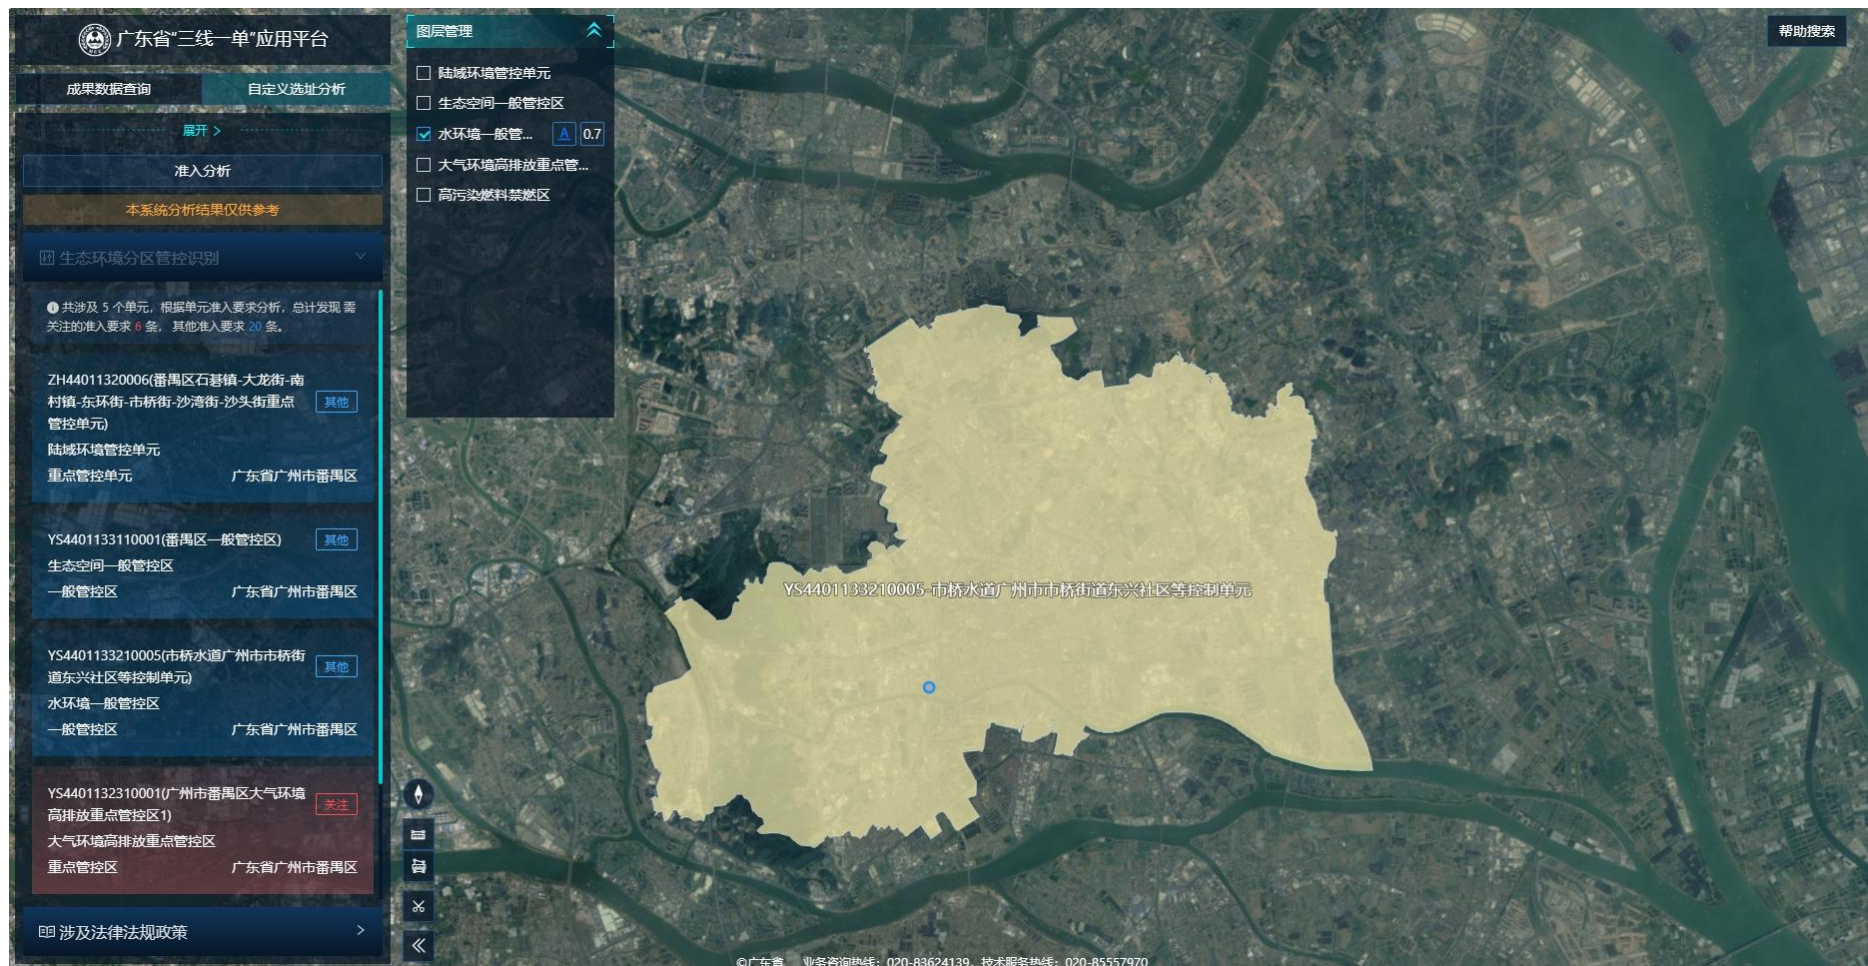 广东省“三线一单”应用平台
成果数据查询
自定义选址分析
展开 >
准入分析
本系统分析结果仅供参考
生态环境分区管控识别
共涉及 5 个单元，根据单元准入要求分析，总计发现 需
关注的准入要求 6 条， 其他准入要求 20 条。
ZH44011320006(番禺区石碁镇-大龙街-南
村镇-东环街-市桥街-沙湾街-沙头街重点
管控单元)
其他
陆域环境管控单元
重点管控单元
广东省广州市番禺区
YS4401133110001(番禺区一般管控区)
其他
生态空间一般管控区
一般管控区
广东省广州市番禺区
YS4401133210005(市桥水道广州市市桥街
道东兴社区等控制单元)
其他
水环境一般管控区
一般管控区
广东省广州市番禺区
YS4401132310001(广州市番禺区大气环境
高排放重点管控区1)
关注
大气环境高排放重点管控区
重点管控区
广东省广州市番禺区
涉及法律法规政策
图层管理
陆域环境管控单元
生态空间一般管控区
水环境一般管...
A
0.7
大气环境高排放重点管...
高污染燃料禁燃区
帮助搜索
YS4401133210005-市桥水道广州市市桥街道东兴社区等控制单元
©广东省 业务咨询热线：020-83624139，技术服务热线：020-85557970